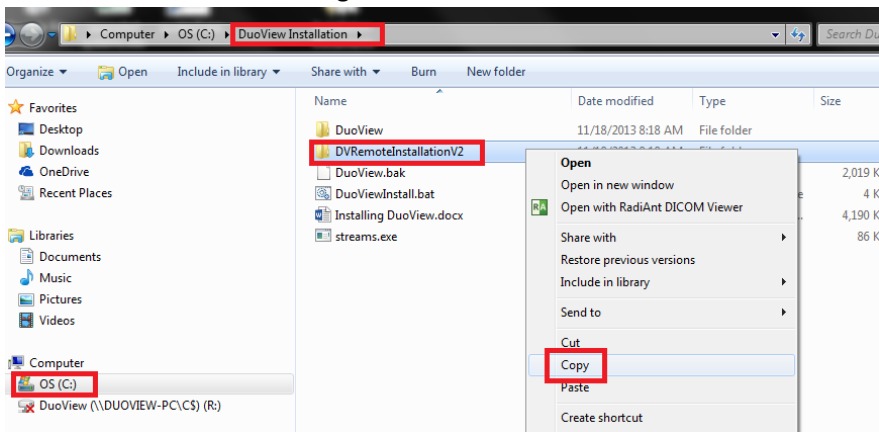 Computer ▸ OS (C:) ▸ DuoView Installation ▸ Search Du
Organize Open Include in library Share with Burn New folder
Favorites
Desktop
Downloads
OneDrive
Recent Places
Libraries
Documents
Music
Pictures
Videos
Computer
OS (C:)
DuoView (\\DUOVIEW-PC\C$) (R:)
Name Date modified Type Size
DuoView 11/18/2013 8:18 AM File folder
DVRemoteInstallationV2
DuoView.bak 2,019 K
DuoViewInstall.bat e 4 K
Installing DuoView.docx .. 4,190 K
streams.exe 86 K
Open
Open in new window
RA Open with RadiAnt DICOM Viewer
Share with
Restore previous versions
Include in library
Send to
Cut
Copy
Paste
Create shortcut